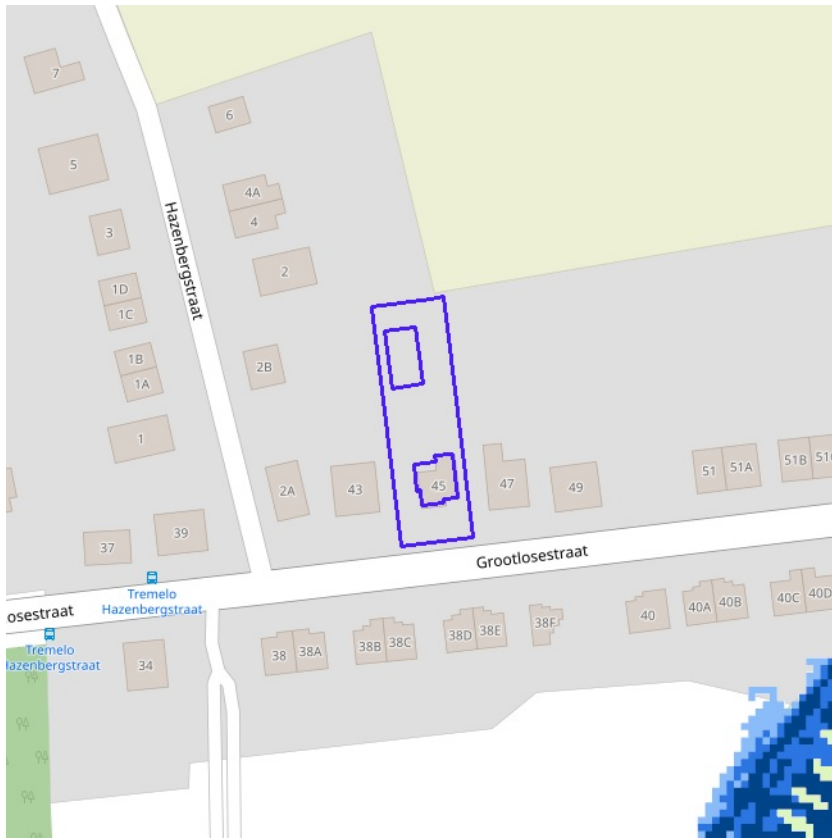 7
6
5
4A
4
Hazenbergstraat
3
2
1D
1C
1B
2B
1A
1
51B
51
51A
45
47
43
2A
49
39
37
Grootlosestraat
Tremelo
Hazenbergstraat
40C
40D
40A
40B
40
38F
38D
38E
38B
38C
38
38A
34
Tremelo